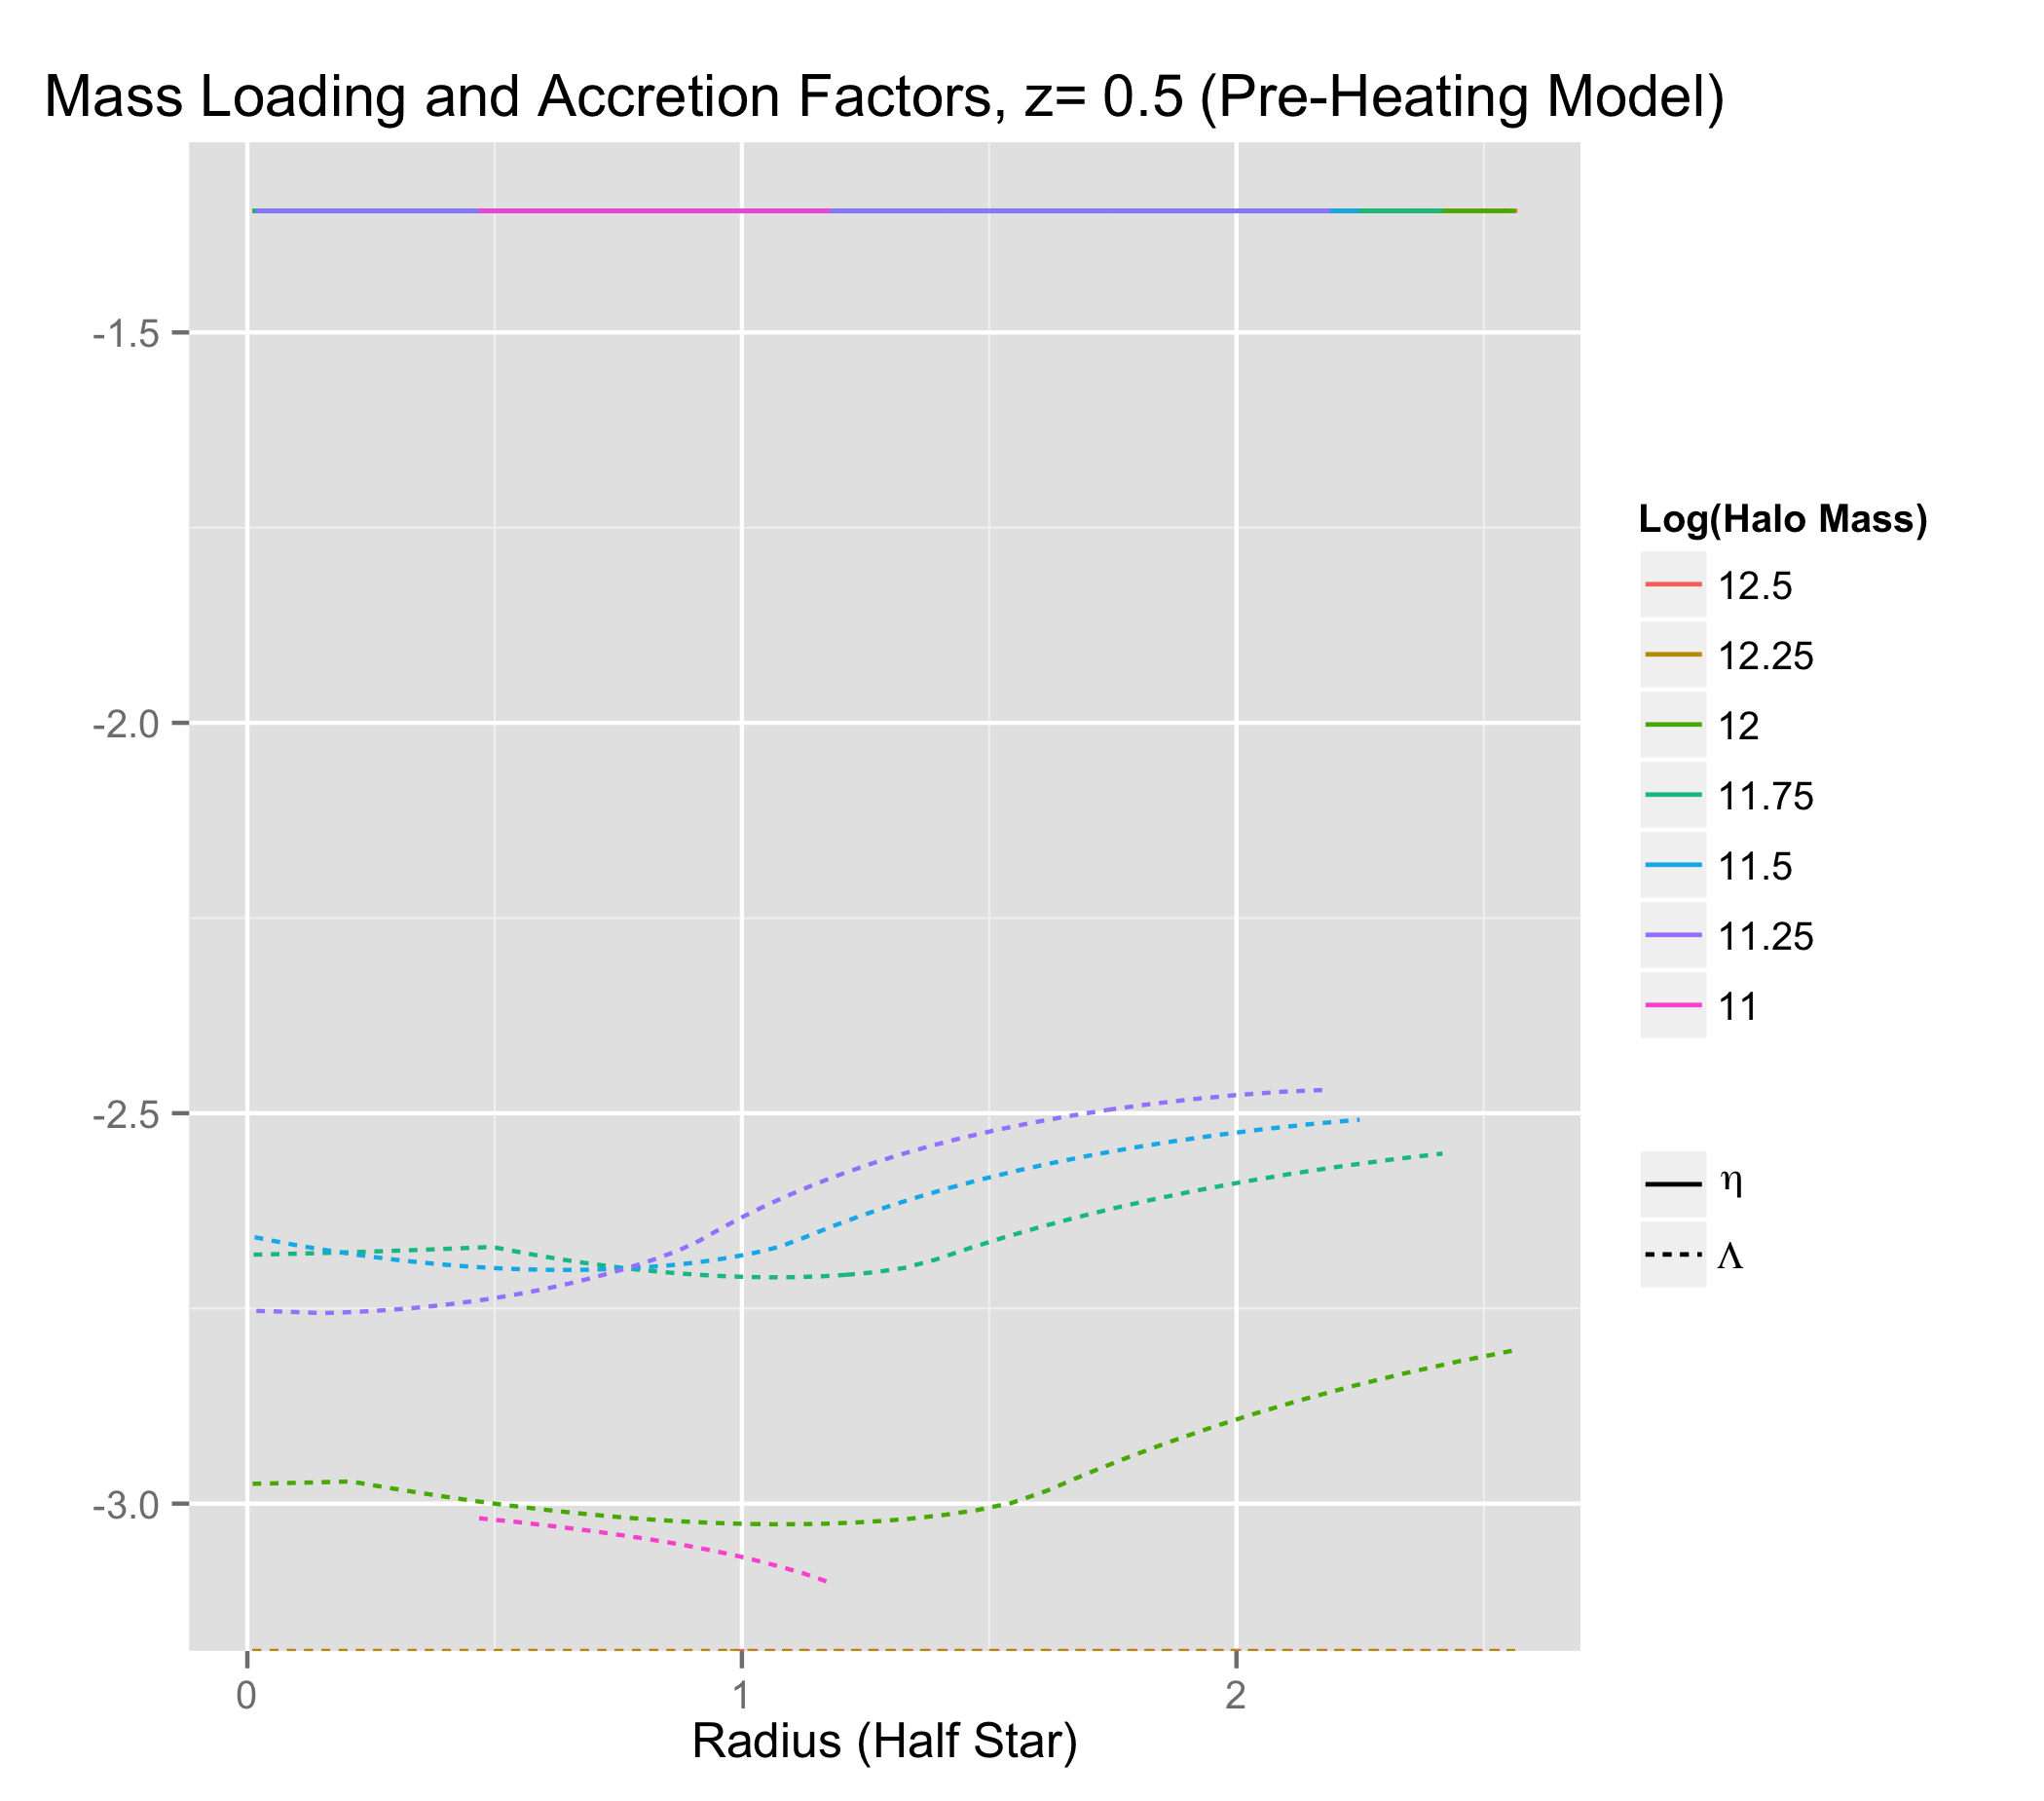 Mass Loading and Accretion Factors, z= 0.5 (Pre-Heating Model)
-1.5
-2.0
-2.5
-3.0
0 1 2
Radius (Half Star)
Log(Halo Mass)
12.5
12.25
12
11.75
11.5
11.25
11
η
Λ